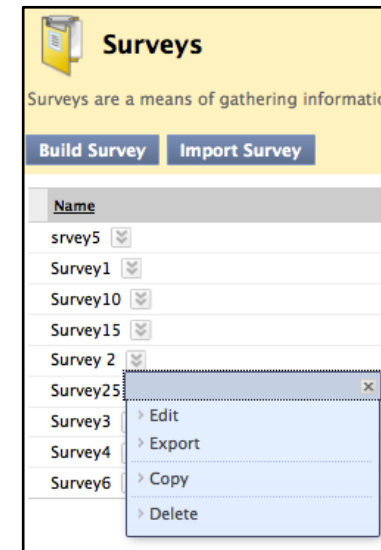 Surveys
Surveys are a means of gathering informati
Build Survey Import Survey
Name
srvey5
Survey1
Survey10
Survey15
Survey 2
Survey25
Survey3
Survey4
Survey6
Edit
Export
Copy
Delete